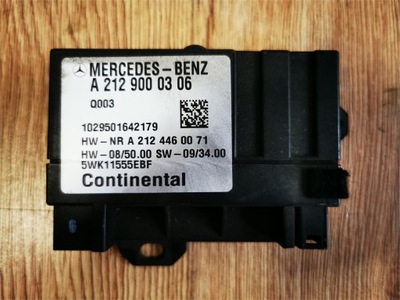 MERCEDES-BENZ
A 212 900 03 06
Q003
1029501642179
HW-NR A 212 446 00 71
HW-08/50.00 SW-09/34.00
5WK11555EBF
Continental